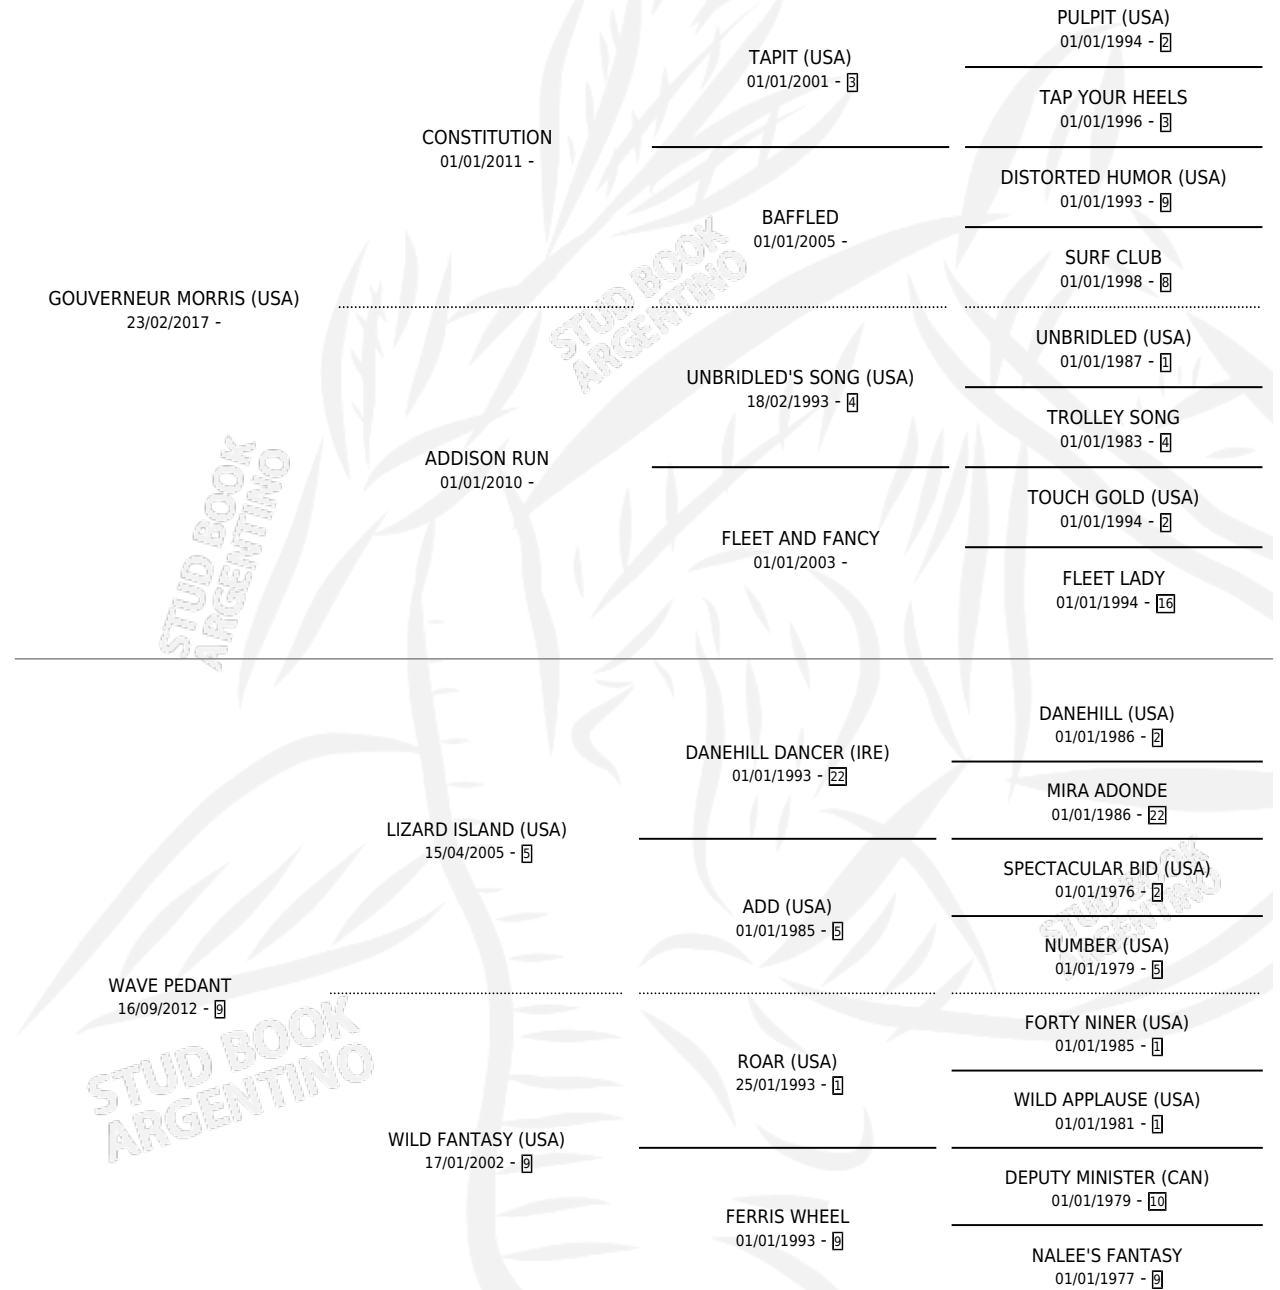 PULPIT (USA)
01/01/1994 - 2
TAPIT (USA)
01/01/2001 - 3
TAP YOUR HEELS
01/01/1996 - 3
CONSTITUTION
01/01/2011 -
DISTORTED HUMOR (USA)
01/01/1993 - 9
BAFFLED
01/01/2005 -
SURF CLUB
01/01/1998 - 8
GOUVERNEUR MORRIS (USA)
23/02/2017 -
UNBRIDLED (USA)
01/01/1987 - 1
UNBRIDLED'S SONG (USA)
18/02/1993 - 4
TROLLEY SONG
01/01/1983 - 4
ADDISON RUN
01/01/2010 -
TOUCH GOLD (USA)
01/01/1994 - 2
FLEET AND FANCY
01/01/2003 -
FLEET LADY
01/01/1994 - 16
DANEHILL (USA)
01/01/1986 - 2
DANEHILL DANCER (IRE)
01/01/1993 - 22
MIRA ADONDE
01/01/1986 - 22
LIZARD ISLAND (USA)
15/04/2005 - 5
SPECTACULAR BID (USA)
01/01/1976 - 2
ADD (USA)
01/01/1985 - 5
NUMBER (USA)
01/01/1979 - 5
WAVE PEDANT
16/09/2012 - 9
FORTY NINER (USA)
01/01/1985 - 1
ROAR (USA)
25/01/1993 - 1
WILD APPLAUSE (USA)
01/01/1981 - 1
WILD FANTASY (USA)
17/01/2002 - 9
DEPUTY MINISTER (CAN)
01/01/1979 - 10
FERRIS WHEEL
01/01/1993 - 9
NALEE'S FANTASY
01/01/1977 - 9
STUD BOOK
ARGENTINO
STUD BOOK
ARGENTINO
STUD BOOK
ARGENTINO
STUD BOOK
ARGENTINO